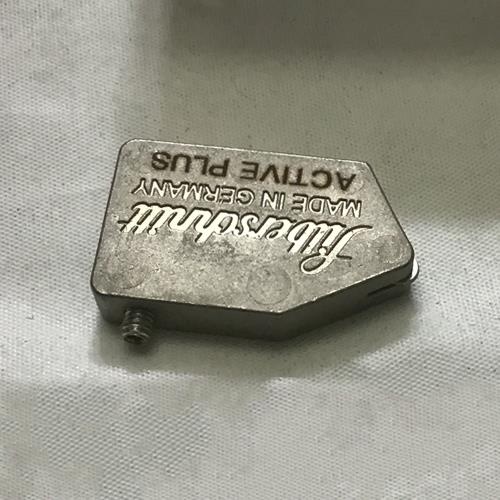 Silberschnitt
MADE IN GERMANY
ACTIVE PLUS